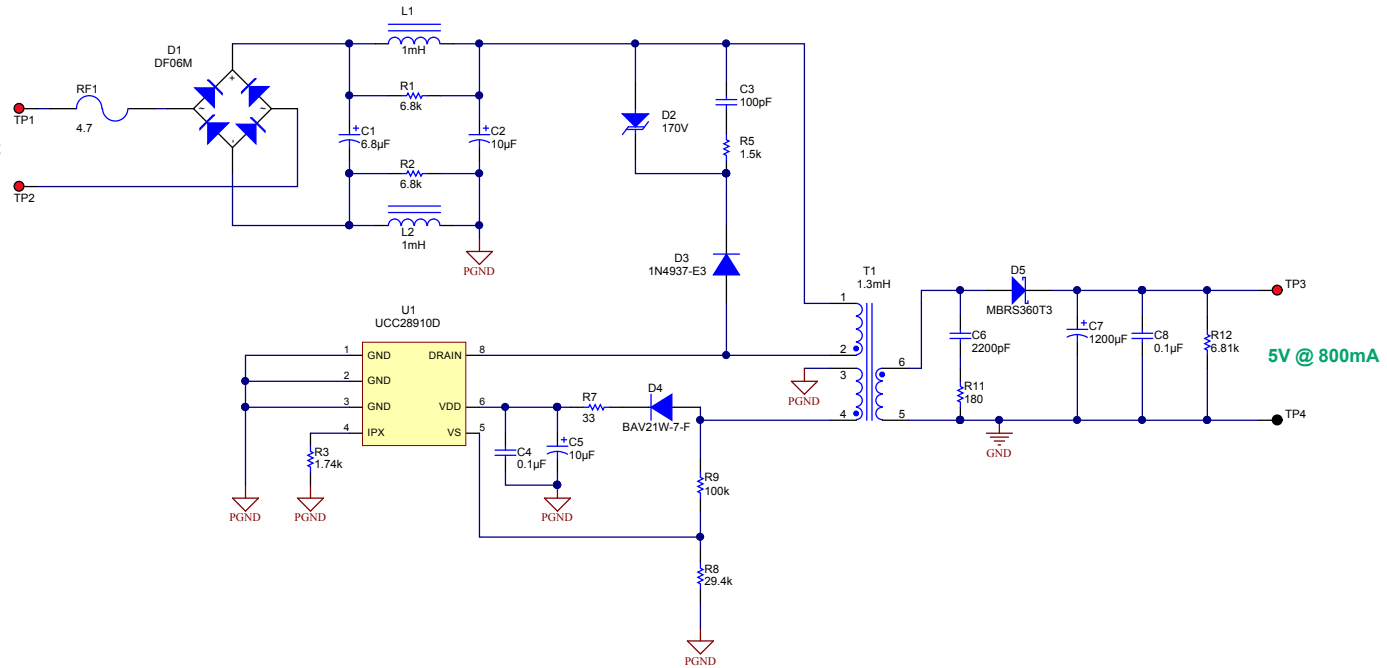 L1
1mH
D1
DF06M
RF1
4.7
TP1
TP2
+
~
~
-
R1
6.8k
C1
6.8µF
+
C2
10µF
+
R2
6.8k
L2
1mH
PGND
D2
170V
C3
100pF
R5
1.5k
D3
1N4937-E3
T1
1.3mH
1
2
3
4
6
5
PGND
D5
MBRS360T3
C6
2200pF
R11
180
C7
1200µF
+
C8
0.1µF
R12
6.81k
TP3
5V @ 800mA
TP4
GND
U1
UCC28910D
1 GND DRAIN 8
2 GND
3 GND VDD 6
4 IPX VS 5
R3
1.74k
PGND
PGND
C4
0.1µF
C5
10µF
+
PGND
R7
33
D4
BAV21W-7-F
R9
100k
R8
29.4k
PGND